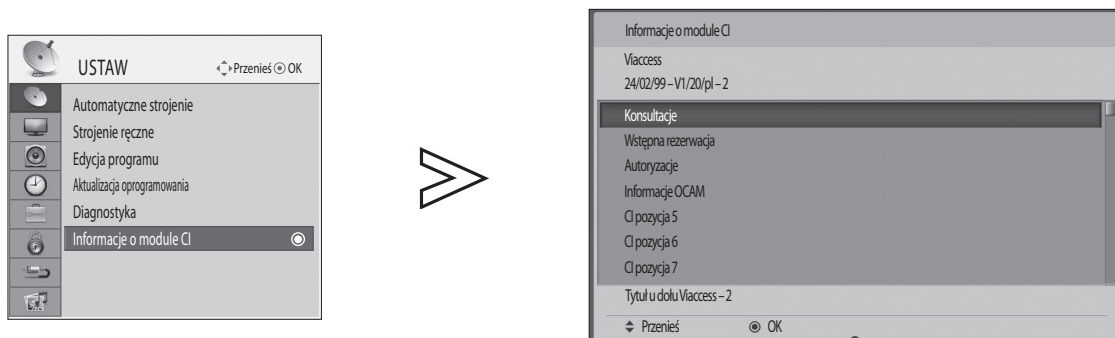 USTAW
Przenieś OK
Automatyczne strojenie
Strojenie ręczne
Edycja programu
Aktualizacja oprogramowania
Diagnostyka
Informacje o module CI
Informacje o module CI
Viaccess
24/02/99 – V1/20/pl – 2
Konsultacje
Wstępna rezerwacja
Autoryzacje
Informacje OCAM
CI pozycja 5
CI pozycja 6
CI pozycja 7
Tytuł u dołu Viaccess – 2
Przenieś OK